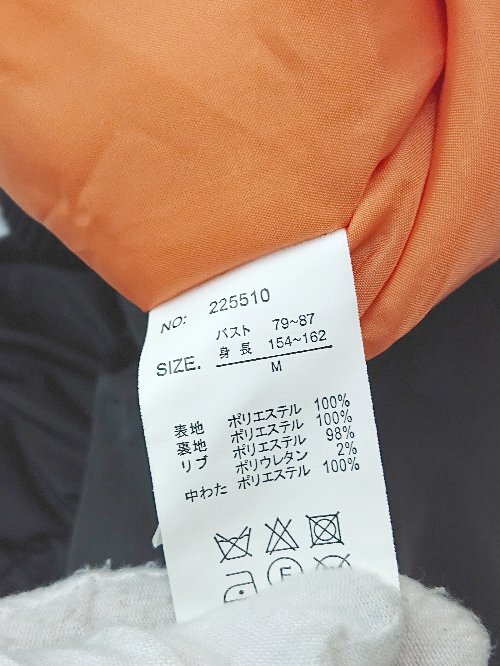 NO: 225510
バスト 79~87
身長 154~162
SIZE. M
表地 ポリエステル 100%
裏地 ポリエステル 100%
リブ ポリエステル 98%
ポリウレタン 2%
中わた ポリエステル 100%
F